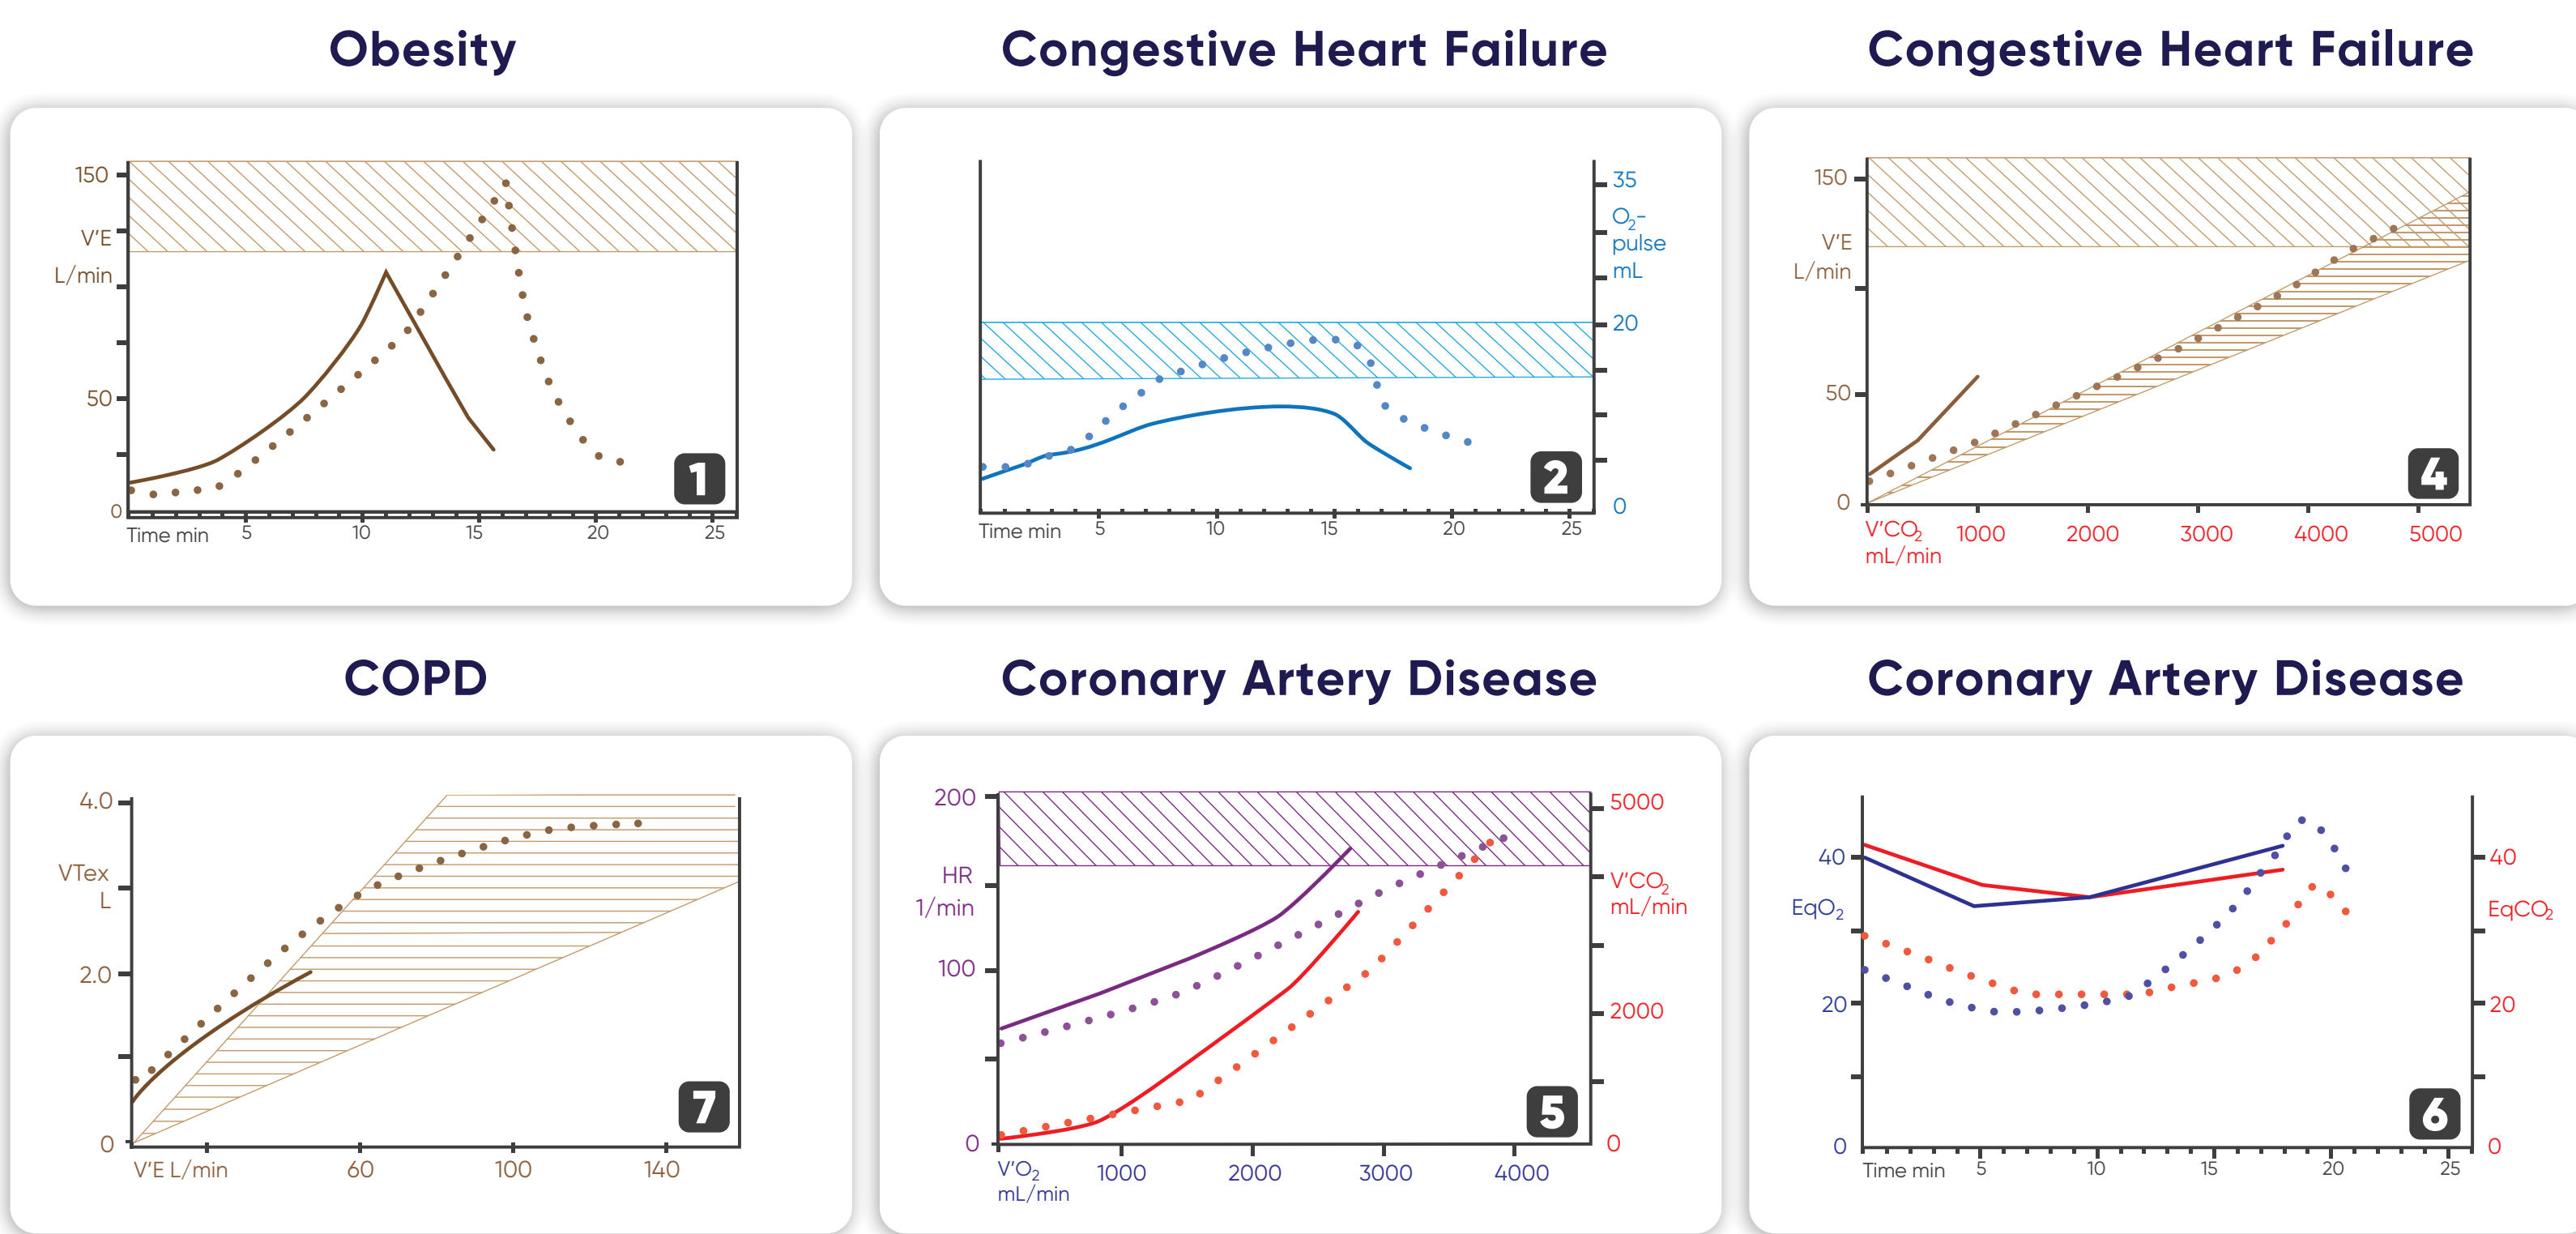 Obesity
Congestive Heart Failure
Congestive Heart Failure
150
V'E
L/min
50
0
Time min
5
10
15
20
25
1
35
O₂-
pulse
mL
20
0
Time min
5
10
15
20
25
2
150
V'E
L/min
50
0
V'CO₂
mL/min
1000
2000
3000
4000
5000
4
COPD
Coronary Artery Disease
Coronary Artery Disease
4.0
VTex
L
2.0
0
V'E L/min
60
100
140
7
200
HR
1/min
100
0
5000
V'CO₂
mL/min
2000
0
V'O₂
mL/min
1000
2000
3000
4000
5
40
EqO₂
20
0
40
EqCO₂
20
0
Time min
5
10
15
20
25
6